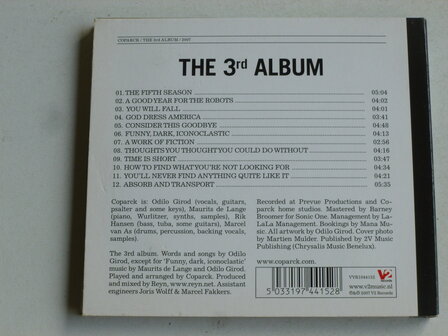 COPARCK / THE 3RD ALBUM / 2007
THE 3rd ALBUM
01. THE FIFTH SEASON 05:04
02. A GOOD YEAR FOR THE ROBOTS 04:02
03. YOU WILL FALL 04:01
04. GOD DRESS AMERICA 03:41
05. CONSIDER THIS GOODBYE 04:48
06. FUNNY, DARK, ICONOCLASTIC 04:13
07. A WORK OF FICTION 02:56
08. THOUGHTS YOU THOUGHT YOU COULD DO WITHOUT 04:16
09. TIME IS SHORT 03:47
10. HOW TO FIND WHAT YOU'RE NOT LOOKING FOR 04:34
11. YOU'LL NEVER FIND ANYTHING QUITE LIKE IT 04:21
12. ABSORB AND TRANSPORT 05:35
Coparck is: Odilo Girod (vocals, guitars,
psalter and some keys), Maurits de Lange
(piano, Wurlitzer, synths, samples), Rik
Hansen (bass, tuba, some guitars), Marcel
van As (drums, percussion, backing vocals,
samples).
The 3rd album. Words and songs by Odilo
Girod, except for 'Funny, dark, iconoclastic'
music by Maurits de Lange and Odilo Girod.
Played and arranged by Coparck. Produced
and mixed by Reyn, www.reyn.net. Assistant
engineers Joris Wolff & Marcel Fakkers.
Recorded at Prevue Productions and Co-
parck home studios. Mastered by Barney
Broomer for Sonic One. Management by La-
LaLa Management. Bookings by Mana Mu-
sic. All artwork by Odilo Girod. Cover photo
by Martien Mulder. Published by 2V Music
Publishing (Chrysalis Music Benelux).
www.coparck.com
5 033197 441528
VVR1044152
V2
www.v2music.nl
℗&© 2007 V2 Records